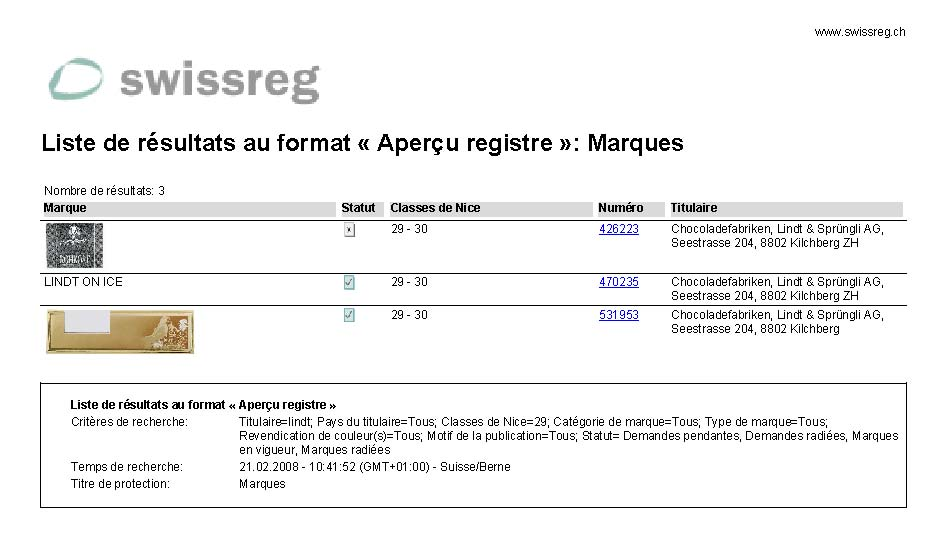 www.swissreg.ch
swissreg
Liste de résultats au format « Aperçu registre »: Marques
Nombre de résultats: 3
Marque Statut Classes de Nice Numéro Titulaire
29 - 30 426223 Chocoladefabriken, Lindt & Sprüngli AG,
Seestrasse 204, 8802 Kilchberg ZH
LINDT ON ICE 29 - 30 470235 Chocoladefabriken, Lindt & Sprüngli AG,
Seestrasse 204, 8802 Kilchberg ZH
29 - 30 531953 Chocoladefabriken, Lindt & Sprüngli AG,
Seestrasse 204, 8802 Kilchberg
Liste de résultats au format « Aperçu registre »
Critères de recherche: Titulaire=lindt; Pays du titulaire=Tous; Classes de Nice=29; Catégorie de marque=Tous; Type de marque=Tous;
Revendication de couleur(s)=Tous; Motif de la publication=Tous; Statut= Demandes pendantes, Demandes radiées, Marques
en vigueur, Marques radiées
Temps de recherche: 21.02.2008 - 10:41:52 (GMT+01:00) - Suisse/Berne
Titre de protection: Marques